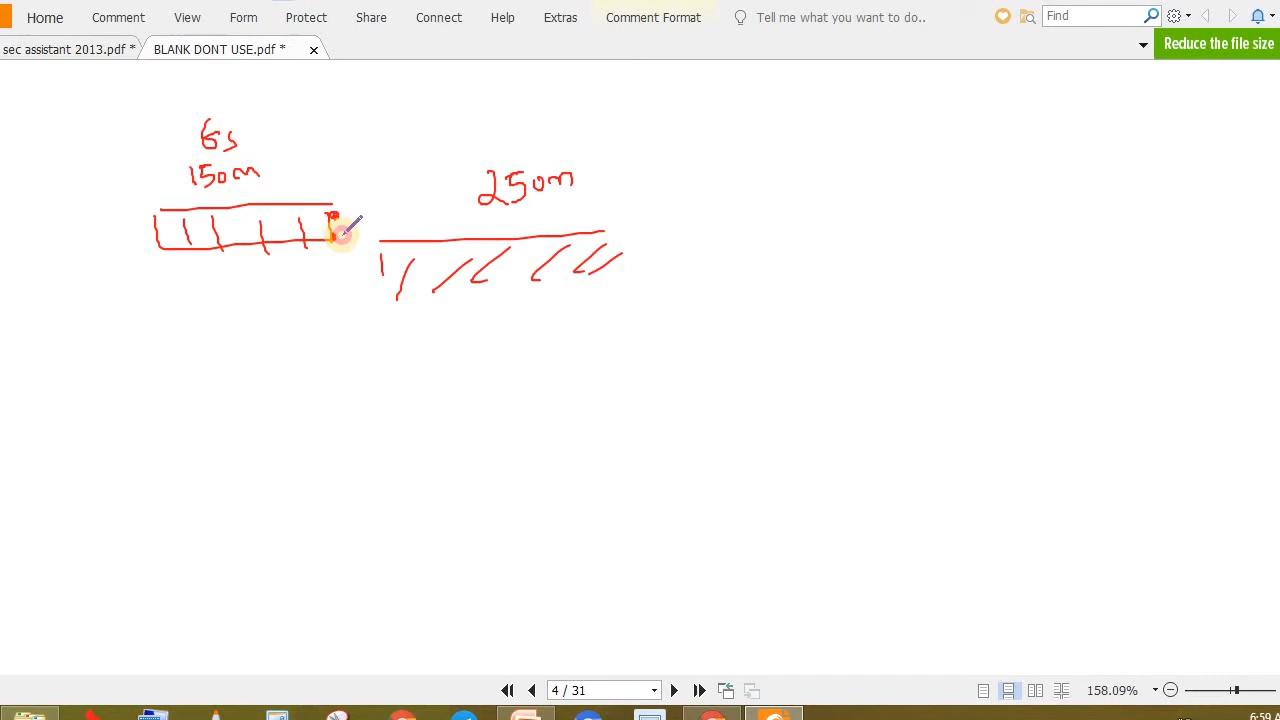 Home Comment View Form Protect Share Connect Help Extras Comment Format Tell me what you want to do.. Find
sec assistant 2013.pdf * BLANK DONT USE.pdf * Reduce the file size
6s
150m
250m
4 / 31 158.09%